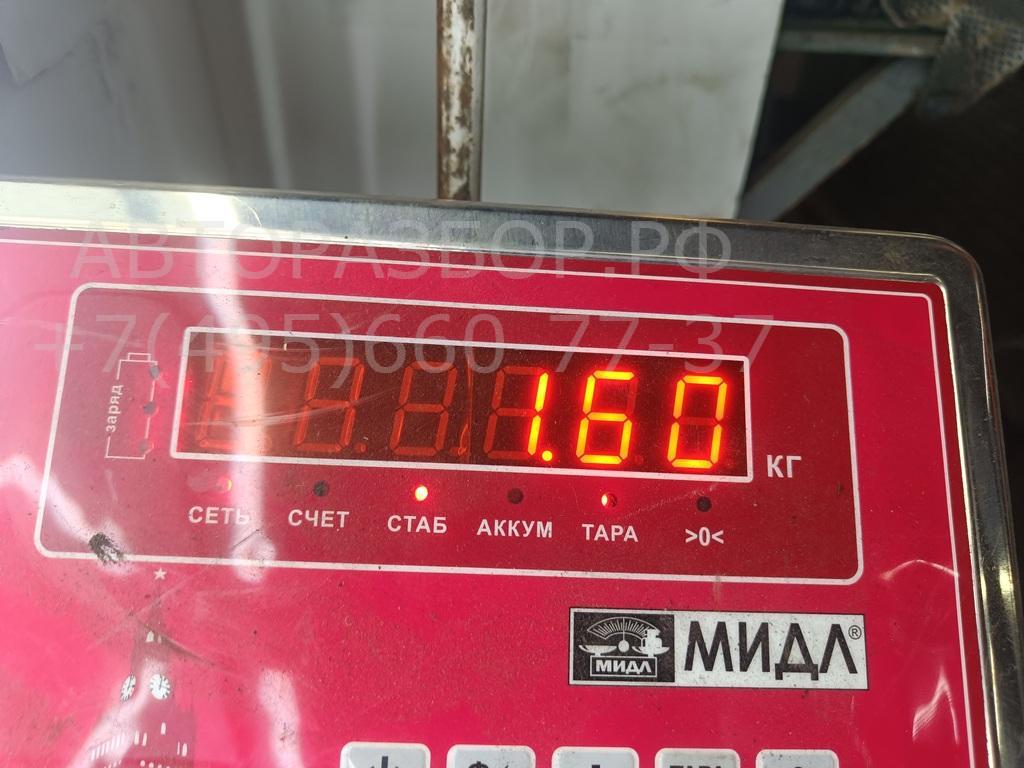 АВТОРАЗБОР.РФ
+7(495)660-77-37
заряд
1.60
КГ
СЕТЬ СЧЕТ СТАБ АККУМ ТАРА >0<
МИДЛ МИДЛ®
ТАРА